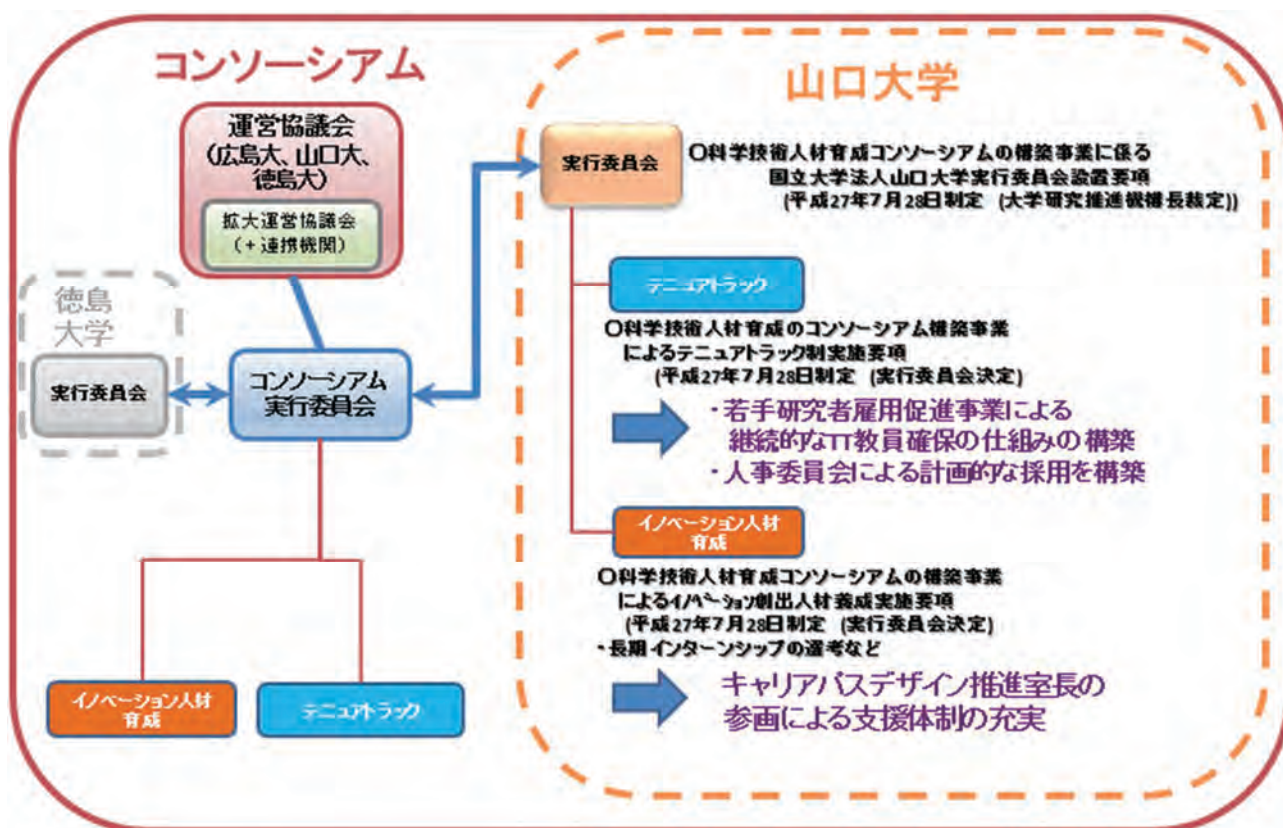 コンソーシアム
運営協議会
(広島大、山口大、
徳島大)
拡大運営協議会
(+連携機関)
徳島
大学
実行委員会
コンソーシアム
実行委員会
イノベーション人材
育成
テニュアトラック
山口大学
実行委員会
〇科学技術人材育成コンソーシアムの構築事業に係る
国立大学法人山口大学実行委員会設置要項
(平成27年7月28日制定 (大学研究推進機構長裁定))
テニュアトラック
〇科学技術人材育成のコンソーシアム構築事業
によるテニュアトラック制実施要項
(平成27年7月28日制定 (実行委員会決定)
・若手研究者雇用促進事業による
継続的なTT教員確保の仕組みの構築
・人事委員会による計画的な採用を構築
イノベーション人材
育成
〇科学技術人材育成コンソーシアムの構築事業
によるイノベーション創出人材養成実施要項
(平成27年7月28日制定 (実行委員会決定)
・長期インターンシップの選考など
キャリアパスデザイン推進室長の
参画による支援体制の充実